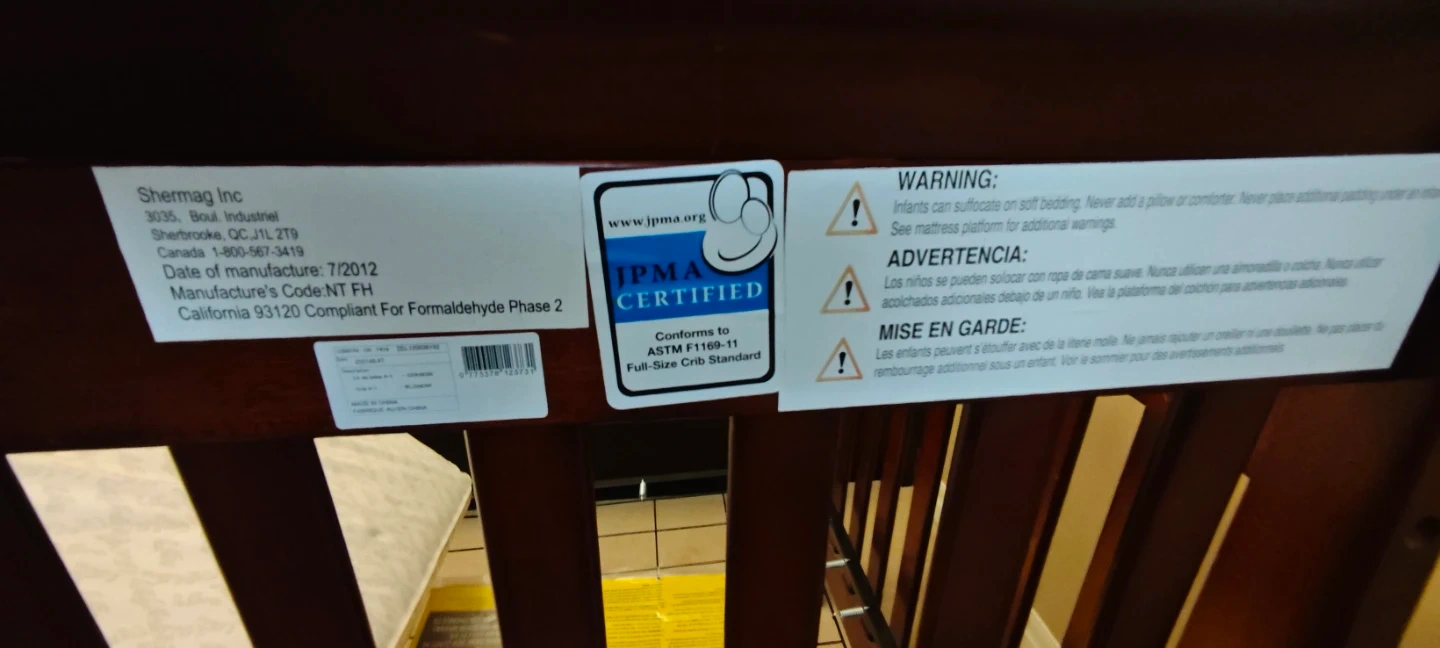 Shermag Inc
3035, Boul. Industriel
Sherbrooke, QC,J1L 2T9
Canada 1-800-567-3419
Date of manufacture: 7/2012
Manufacture's Code:NT FH
California 93120 Compliant For Formaldehyde Phase 2
MADE IN CHINA
www.jpma.org
JPMA
CERTIFIED
Conforms to
ASTM F1169-11
Full-Size Crib Standard
WARNING:
Infants can suffocate on soft bedding. Never add a pillow or comforter. Never place additional padding under an
See mattress platform for additional warnings.
ADVERTENCIA:
Los niños se pueden solocar con ropa de cama suave. Nunca utilicen una almoneditla o colcha. Nunca utilizar
acolchados adicionales debajo de un niño. Vea la plataforma del colchón para advertencias adicionales.
MISE EN GARDE:
Les enfants peuvent s'étouffer avec de la literie molle. Ne jamais rajouter un oreiller ni une douillette. Ne pas placer du
rembourrage additionnel sous un enfant. Voir le sommier pour des avertissements additionnels.